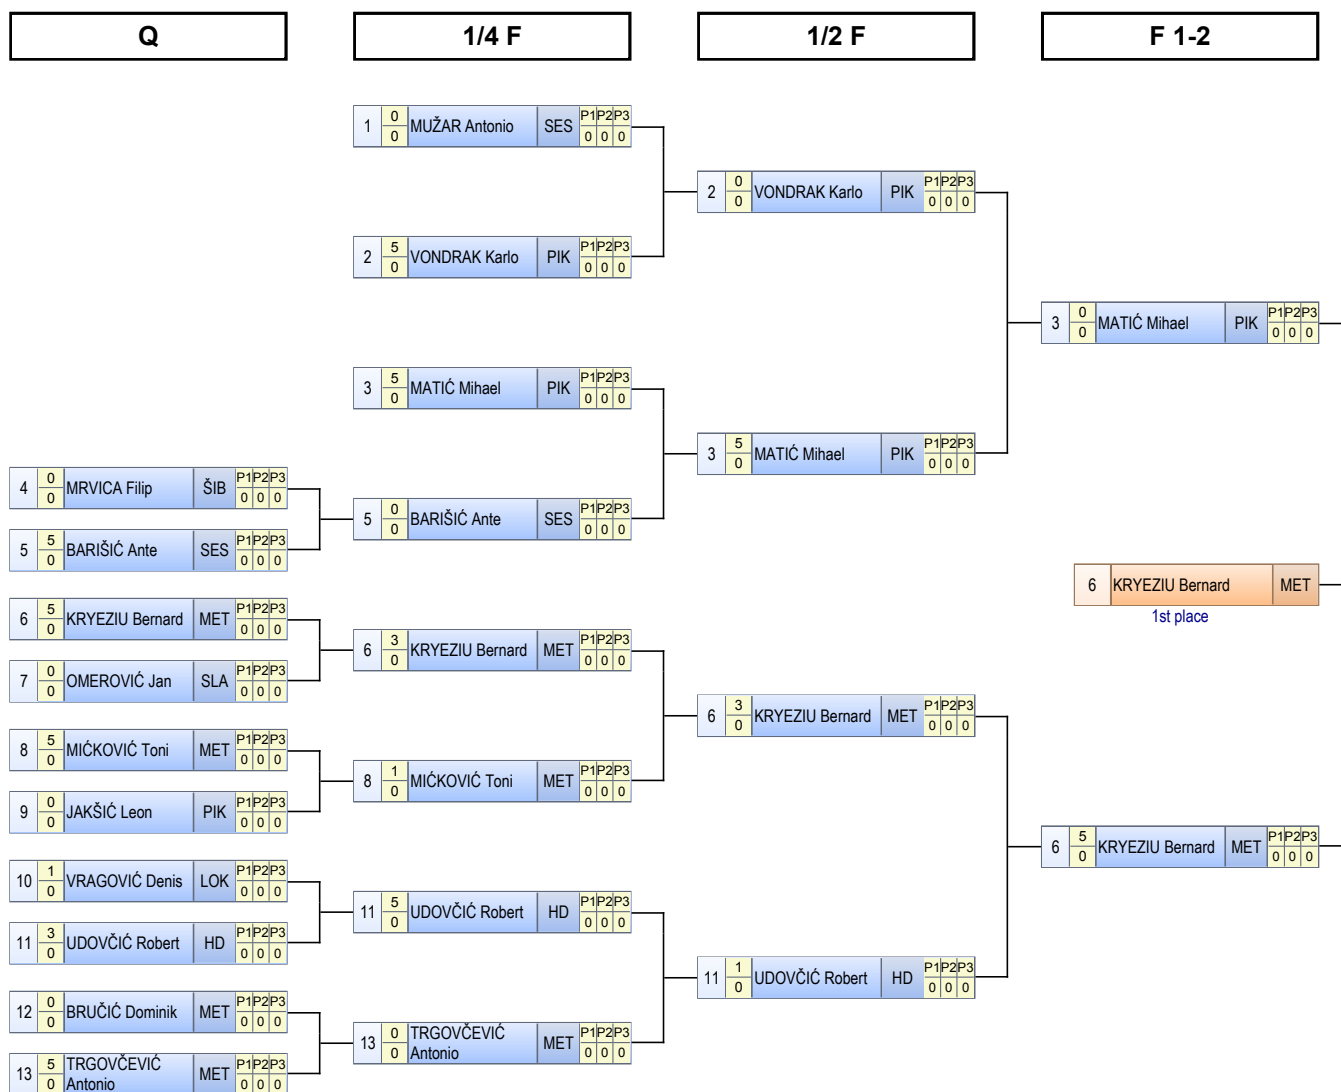 Q
1/4 F
1/2 F
F 1-2
1 0 0 MUŽAR Antonio SES P1 P2 P3 0 0 0
2 0 0 VONDRAK Karlo PIK P1 P2 P3 0 0 0
2 5 0 VONDRAK Karlo PIK P1 P2 P3 0 0 0
3 0 0 MATIĆ Mihael PIK P1 P2 P3 0 0 0
3 5 0 MATIĆ Mihael PIK P1 P2 P3 0 0 0
3 5 0 MATIĆ Mihael PIK P1 P2 P3 0 0 0
4 0 0 MRVICA Filip ŠIB P1 P2 P3 0 0 0
5 0 0 BARIŠIĆ Ante SES P1 P2 P3 0 0 0
5 5 0 BARIŠIĆ Ante SES P1 P2 P3 0 0 0
6 KRYEZIU Bernard MET
1st place
6 5 0 KRYEZIU Bernard MET P1 P2 P3 0 0 0
6 3 0 KRYEZIU Bernard MET P1 P2 P3 0 0 0
7 0 0 OMEROVIĆ Jan SLA P1 P2 P3 0 0 0
6 3 0 KRYEZIU Bernard MET P1 P2 P3 0 0 0
8 5 0 MIĆKOVIĆ Toni MET P1 P2 P3 0 0 0
8 1 0 MIĆKOVIĆ Toni MET P1 P2 P3 0 0 0
9 0 0 JAKŠIĆ Leon PIK P1 P2 P3 0 0 0
6 5 0 KRYEZIU Bernard MET P1 P2 P3 0 0 0
10 1 0 VRAGOVIĆ Denis LOK P1 P2 P3 0 0 0
11 5 0 UDOVČIĆ Robert HD P1 P2 P3 0 0 0
11 3 0 UDOVČIĆ Robert HD P1 P2 P3 0 0 0
11 1 0 UDOVČIĆ Robert HD P1 P2 P3 0 0 0
12 0 0 BRUČIĆ Dominik MET P1 P2 P3 0 0 0
13 0 0 TRGOVČEVIĆ
Antonio MET P1 P2 P3 0 0 0
13 5 0 TRGOVČEVIĆ
Antonio MET P1 P2 P3 0 0 0